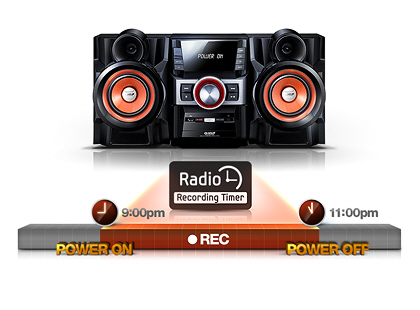 POWER ON
Radio
Recording Timer
9:00pm
11:00pm
REC
POWER ON
POWER OFF